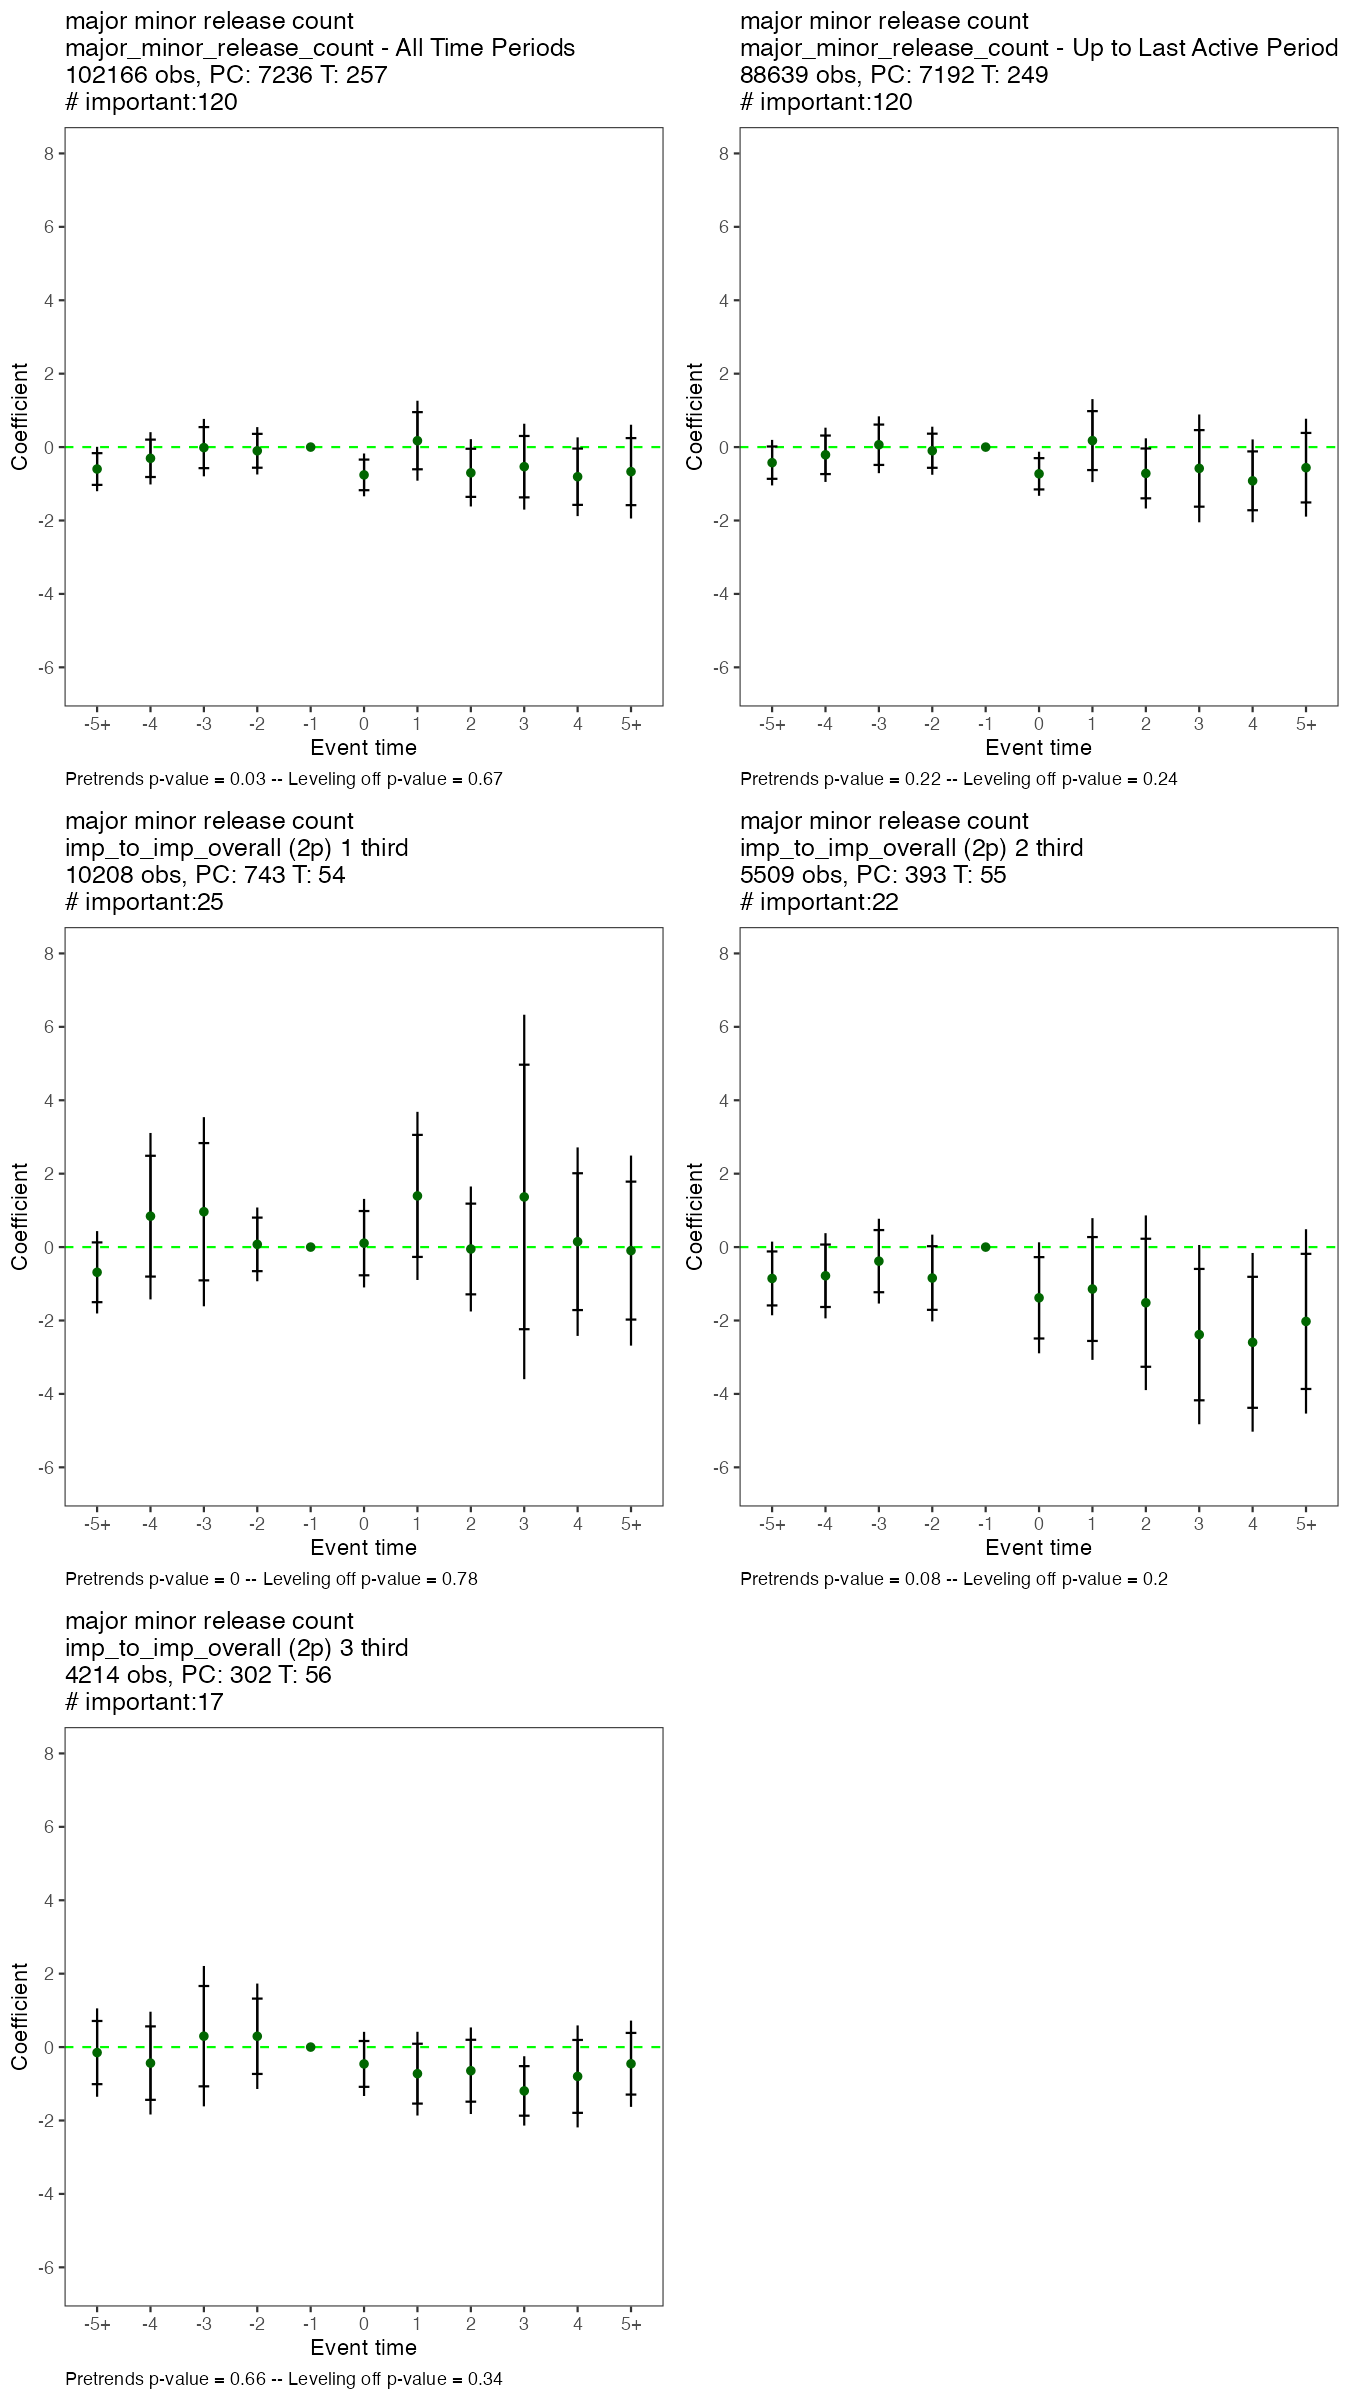 major minor release count
major_minor_release_count - All Time Periods
102166 obs, PC: 7236 T: 257
# important:120
8
6
4
2
0
-2
-4
-6
Coefficient
-5+ -4 -3 -2 -1 0 1 2 3 4 5+
Event time
Pretrends p-value = 0.03 -- Leveling off p-value = 0.67
major minor release count
major_minor_release_count - Up to Last Active Period
88639 obs, PC: 7192 T: 249
# important:120
8
6
4
2
0
-2
-4
-6
Coefficient
-5+ -4 -3 -2 -1 0 1 2 3 4 5+
Event time
Pretrends p-value = 0.22 -- Leveling off p-value = 0.24
major minor release count
imp_to_imp_overall (2p) 1 third
10208 obs, PC: 743 T: 54
# important:25
8
6
4
2
0
-2
-4
-6
Coefficient
-5+ -4 -3 -2 -1 0 1 2 3 4 5+
Event time
Pretrends p-value = 0 -- Leveling off p-value = 0.78
major minor release count
imp_to_imp_overall (2p) 2 third
5509 obs, PC: 393 T: 55
# important:22
8
6
4
2
0
-2
-4
-6
Coefficient
-5+ -4 -3 -2 -1 0 1 2 3 4 5+
Event time
Pretrends p-value = 0.08 -- Leveling off p-value = 0.2
major minor release count
imp_to_imp_overall (2p) 3 third
4214 obs, PC: 302 T: 56
# important:17
8
6
4
2
0
-2
-4
-6
Coefficient
-5+ -4 -3 -2 -1 0 1 2 3 4 5+
Event time
Pretrends p-value = 0.66 -- Leveling off p-value = 0.34